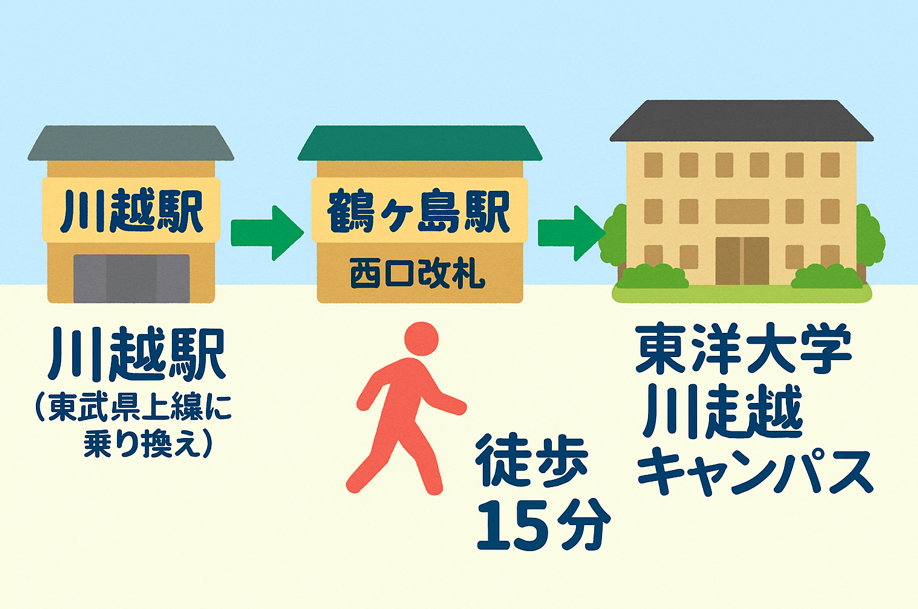 川越駅
鶴ヶ島駅
西口改札
川越駅
(東武県上線に
乗り換え)
徒歩
15分
東洋大学
川走越
キャンパス